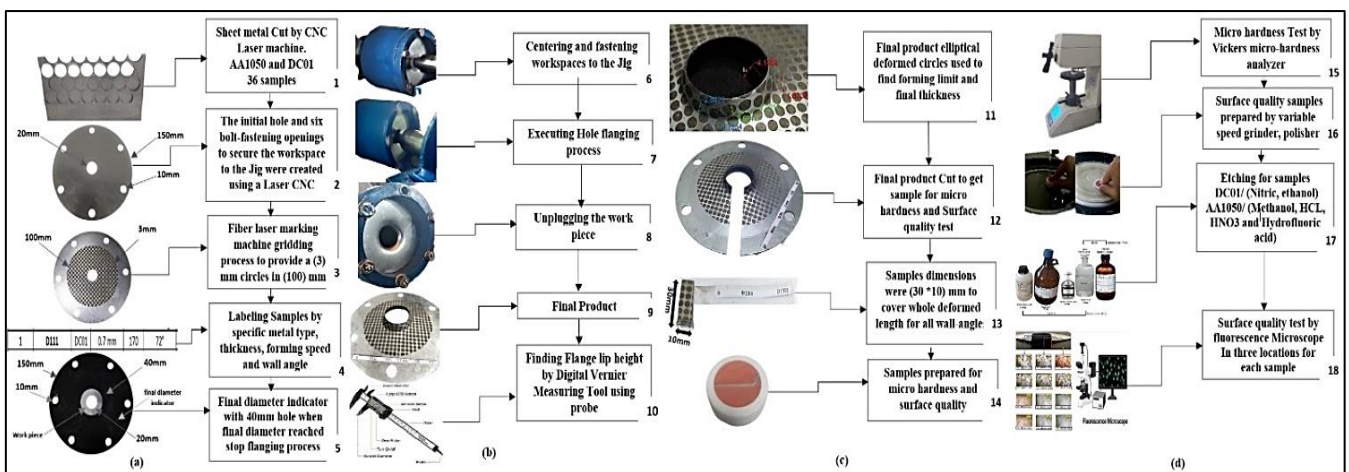 Sheet metal Cut by CNC
Laser machine.
AA1050 and DC01
36 samples
1
20mm
150mm
10mm
The initial hole and six
bolt-fastening openings
to secure the workspace
to the Jig were created
using a Laser CNC
2
100mm
3mm
Fiber laser marking
machine gridding
process to provide a (3)
mm circles in (100) mm
3
1 D111 DC01 0.7 mm 170 72°
Labeling Samples by
specific metal type,
thickness, forming speed
and wall angle
4
150mm
10mm
40mm
final diameter
indicator
Work piece
20mm
Final diameter indicator
with 40mm hole when
final diameter reached
stop flanging process
5
(a)
Centering and fastening
workspaces to the Jig
6
Executing Hole flanging
process
7
Unplugging the work
piece
8
Final Product
9
Finding Flange lip height
by Digital Vernier
Measuring Tool using
probe
10
(b)
Final product elliptical
deformed circles used to
find forming limit and
final thickness
11
Final product Cut to get
sample for micro
hardness and Surface
quality test
12
30mm
10mm
Samples dimensions
were (30 *10) mm to
cover whole deformed
length for all wall-angle
13
Samples prepared for
micro hardness and
surface quality
14
(c)
Micro hardness Test by
Vickers micro-hardness
analyzer
15
Surface quality samples
prepared by variable
speed grinder, polisher
16
Etching for samples
DC01/ (Nitric, ethanol)
AA1050/ (Methanol, HCL,
HNO3 and Hydrofluoric
acid)
17
Surface quality test by
fluorescence Microscope
In three locations for
each sample
18
Fluorescence Microscope
(d)